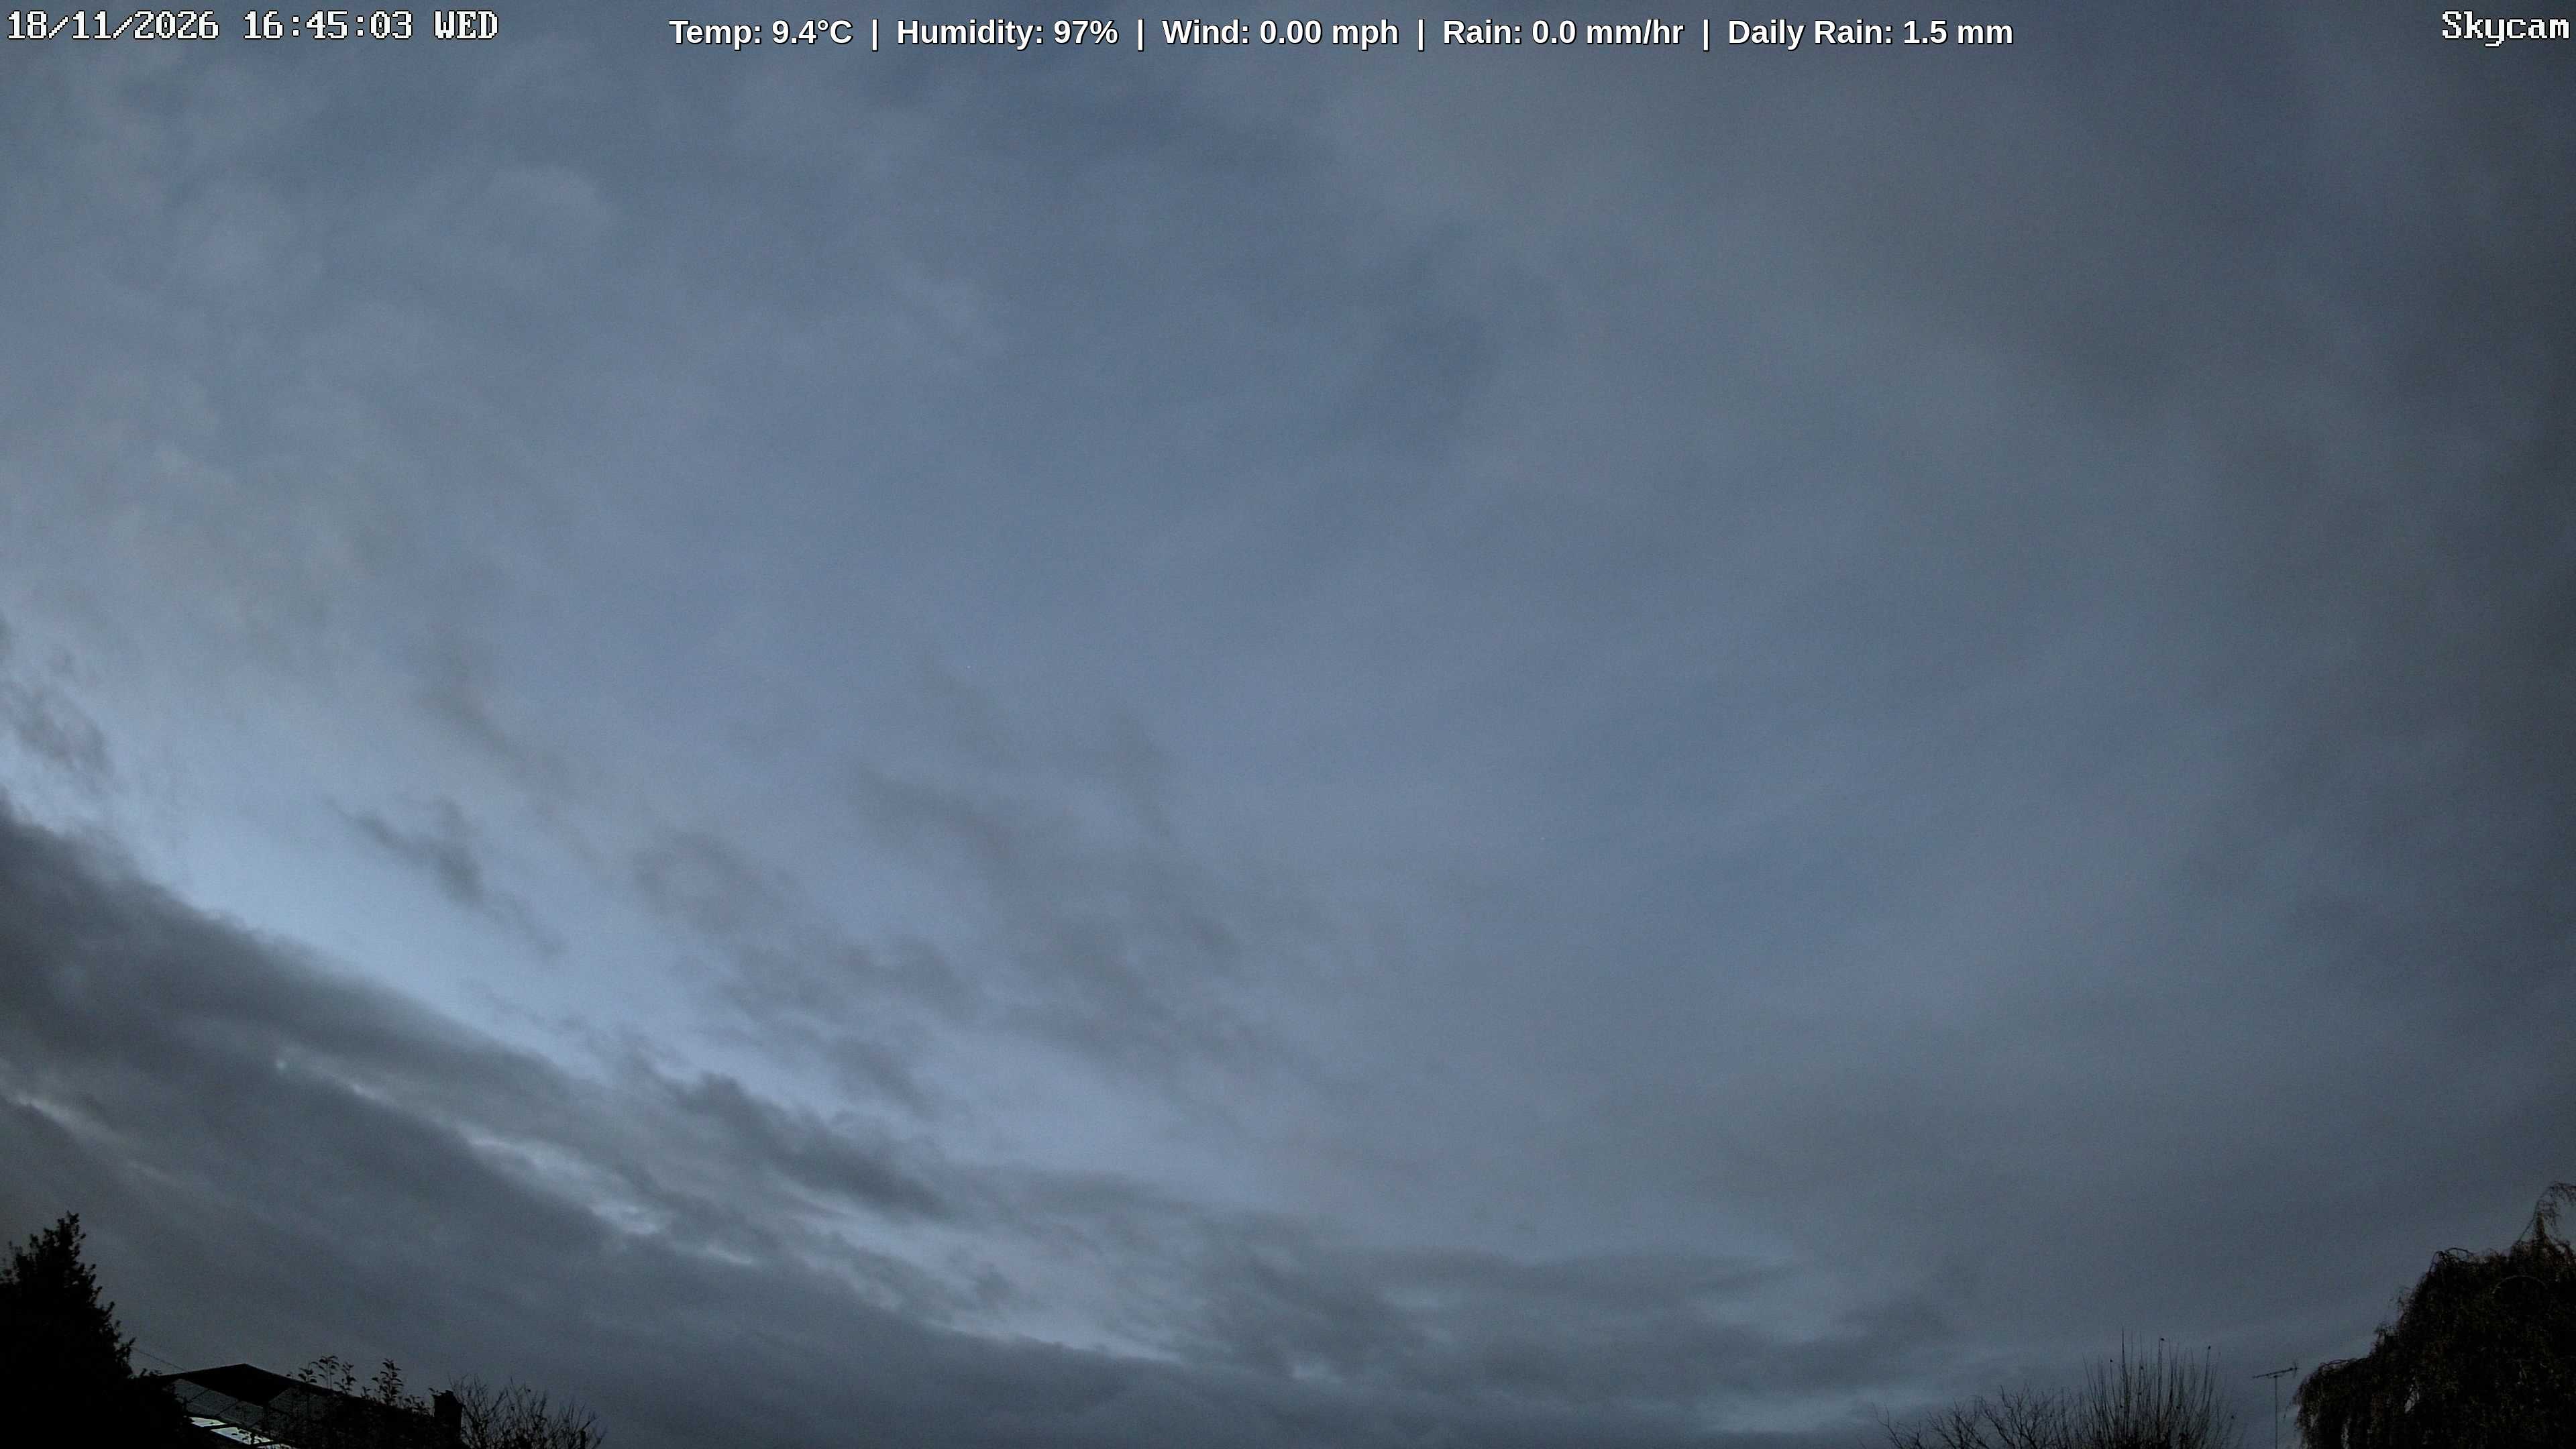 18/11/2026 16:45:03 WED
Temp: 9.4°C | Humidity: 97% | Wind: 0.00 mph | Rain: 0.0 mm/hr | Daily Rain: 1.5 mm
Skycam